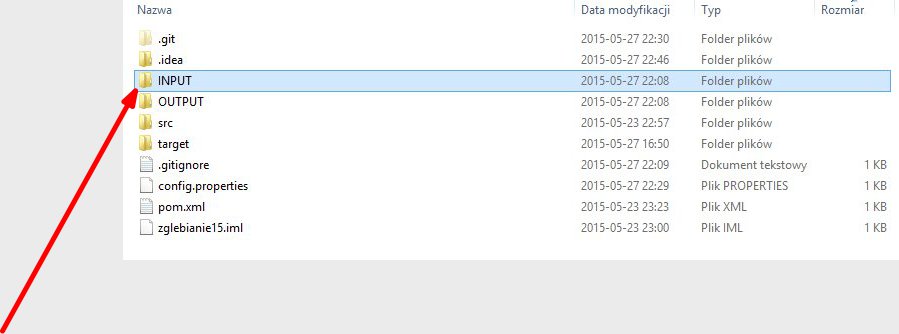 Nazwa Data modyfikacji Typ Rozmiar
.git 2015-05-27 22:30 Folder plików
.idea 2015-05-27 22:46 Folder plików
INPUT 2015-05-27 22:08 Folder plików
OUTPUT 2015-05-27 22:08 Folder plików
src 2015-05-23 22:57 Folder plików
target 2015-05-27 16:50 Folder plików
.gitignore 2015-05-27 22:09 Dokument tekstowy 1 KB
config.properties 2015-05-27 22:29 Plik PROPERTIES 1 KB
pom.xml 2015-05-23 23:23 Plik XML 1 KB
zglebianie15.iml 2015-05-23 23:00 Plik IML 1 KB